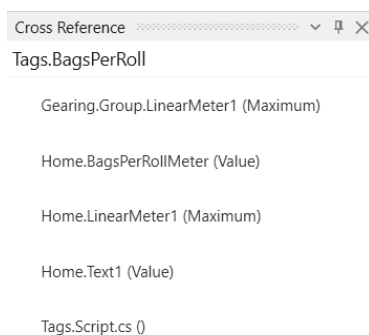 Cross Reference
Tags.BagsPerRoll
Gearing.Group.LinearMeter1 (Maximum)
Home.BagsPerRollMeter (Value)
Home.LinearMeter1 (Maximum)
Home.Text1 (Value)
Tags.Script.cs ()